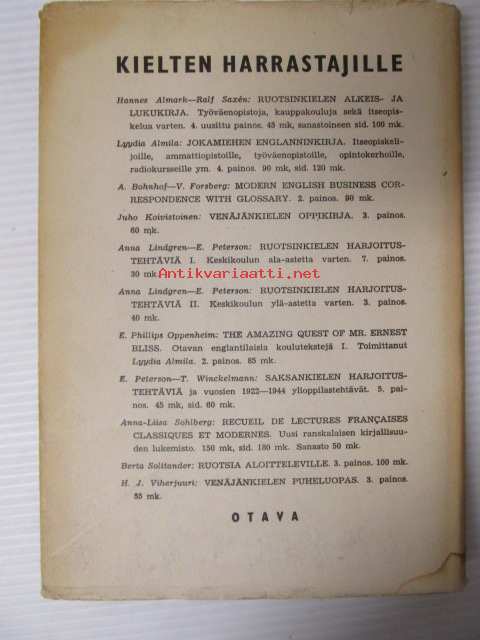 KIELTEN HARRASTAJILLE
Hannes Almark—Ralf Saxén: RUOTSINKIELEN ALKEIS- JA
LUKUKIRJA. Työväenopistoja, kauppakouluja sekä itseopis-
kelua varten. 4. uusittu painos. 45 mk, sanastoineen sid. 100 mk.
Lyydia Almila: JOKAMIEHEN ENGLANNINKIRJA. Itseopiskeli-
joille, ammattiopistoille, työväenopistoille, opintokerhoille,
radiokursseille ym. 4. painos. 90 mk, sid. 120 mk.
A. Bohnhof—V. Forsberg: MODERN ENGLISH BUSINESS COR-
RESPONDENCE WITH GLOSSARY. 2. painos. 90 mk.
Juho Koivistoinen: VENÄJÄNKIELEN OPPIKIRJA. 3. painos.
60 mk.
Anna Lindgren—E. Peterson: RUOTSINKIELEN HARJOITUS-
TEHTÄVIÄ I. Keskikoulun ala-astetta varten. 7. painos.
30 mk.
Antikvariaatti.net
Anna Lindgren—E. Peterson: RUOTSINKIELEN HARJOITUS-
TEHTÄVIÄ II. Keskikoulun ylä-astetta varten. 3. painos.
40 mk.
E. Phillips Oppenheim: THE AMAZING QUEST OF MR. ERNEST
BLISS. Otavan englantilaisia koulutekstejä I. Toimittanut
Lyydia Almila. 2. painos. 85 mk.
E. Peterson—T. Winckelmann: SAKSANKIELEN HARJOITUS-
TEHTÄVIÄ ja vuosien 1922—1944 ylioppilastehtävät. 5. pai-
nos. 45 mk, sid. 60 mk.
Anna-Liisa Sohlberg: RECUEIL DE LECTURES FRANÇAISES
CLASSIQUES ET MODERNES. Uusi ranskalaisen kirjallisuu-
den lukemisto. 150 mk, sid. 180 mk. Sanasto 50 mk.
Berta Solitander: RUOTSIA ALOITTELEVILLE. 3. painos. 100 mk.
H. J. Viherjuuri: VENÄJÄNKIELEN PUHELUOPAS. 3. painos.
55 mk.
OTAVA